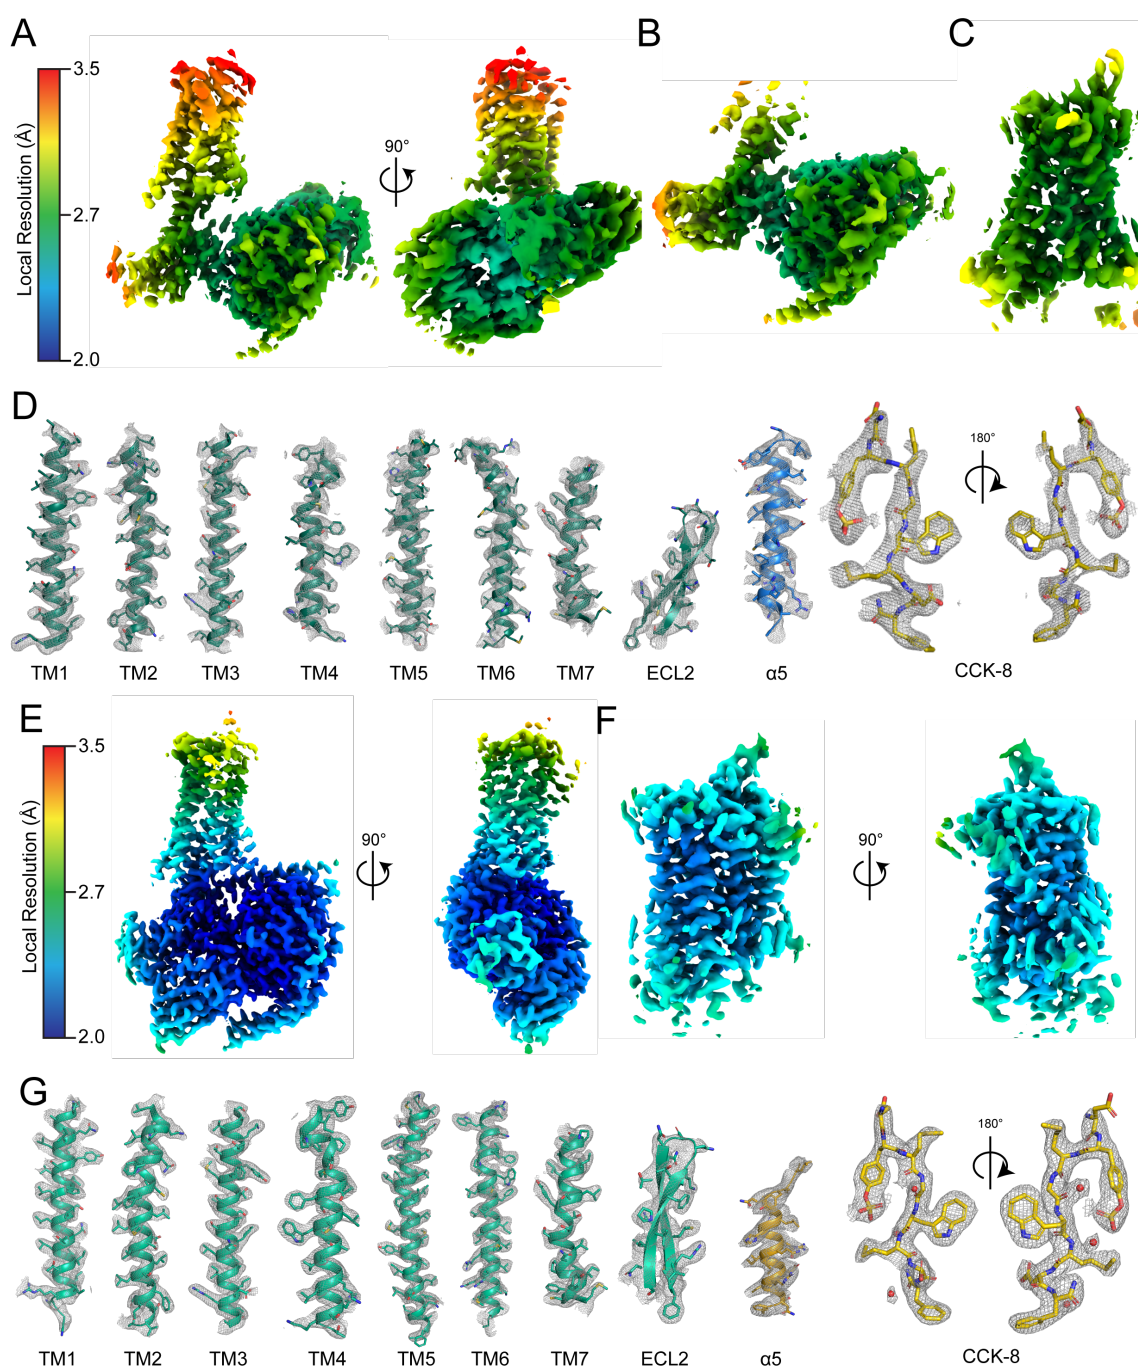 A
B
C
3.5
2.7
2.0
Local Resolution (Å)
90°
D
180°
TM1
TM2
TM3
TM4
TM5
TM6
TM7
ECL2
α5
CCK-8
E
F
3.5
2.7
2.0
Local Resolution (Å)
90°
90°
G
180°
TM1
TM2
TM3
TM4
TM5
TM6
TM7
ECL2
α5
CCK-8